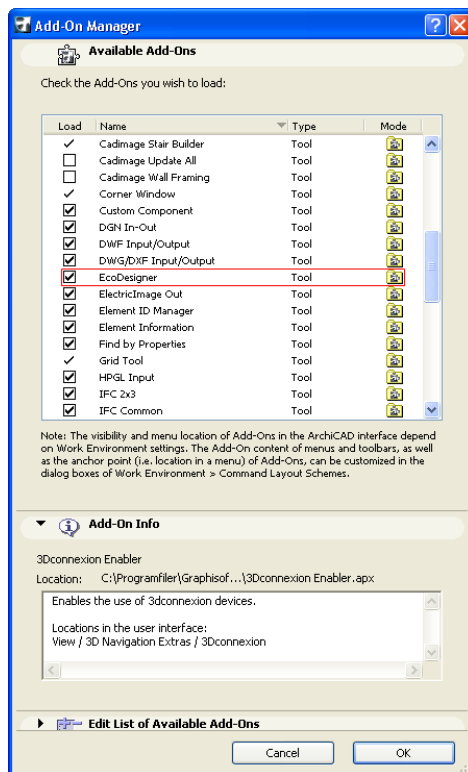 Add-On Manager
Available Add-Ons
Check the Add-Ons you wish to load:
Load Name Type Mode
Cadimage Stair Builder Tool
Cadimage Update All Tool
Cadimage Wall Framing Tool
Corner Window Tool
Custom Component Tool
DGN In-Out Tool
DWF Input/Output Tool
DWG/DXF Input/Output Tool
EcoDesigner Tool
ElectricImage Out Tool
Element ID Manager Tool
Element Information Tool
Find by Properties Tool
Grid Tool Tool
HPGL Input Tool
IFC 2x3 Tool
IFC Common Tool
Note: The visibility and menu location of Add-Ons in the ArchiCAD interface depend
on Work Environment settings. The Add-On content of menus and toolbars, as well
as the anchor point (i.e. location in a menu) of Add-Ons, can be customized in the
dialog boxes of Work Environment > Command Layout Schemes.
Add-On Info
3Dconnexion Enabler
Location: C:\Programfiler\Graphisof...\3Dconnexion Enabler.apx
Enables the use of 3dconnexion devices.
Locations in the user interface:
View / 3D Navigation Extras / 3Dconnexion
Edit List of Available Add-Ons
Cancel OK